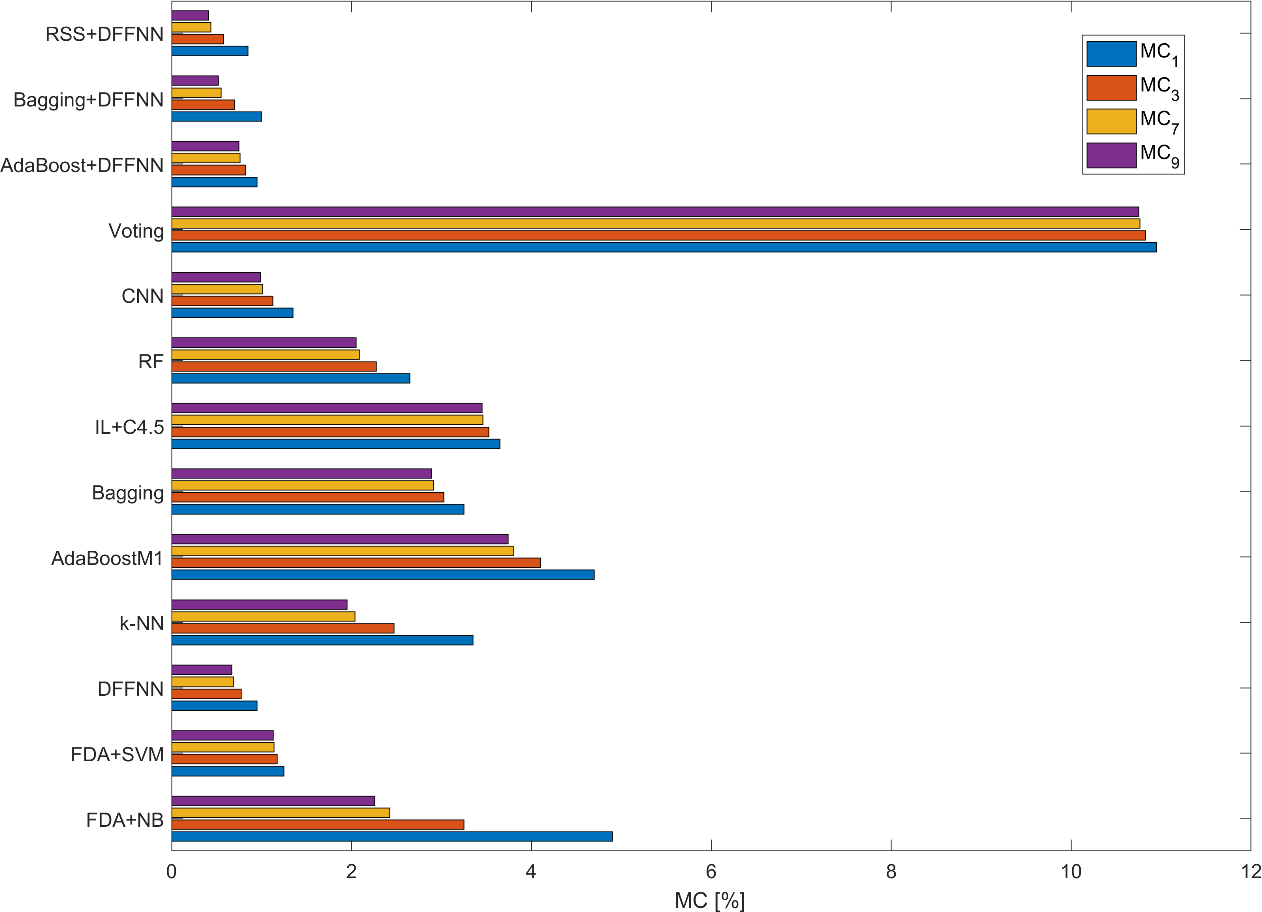 RSS+DFFNN
Bagging+DFFNN
AdaBoost+DFFNN
Voting
CNN
RF
IL+C4.5
Bagging
AdaBoostM1
k-NN
DFFNN
FDA+SVM
FDA+NB
MC1
MC3
MC7
MC9
0 2 4 6 8 10 12
MC [%]